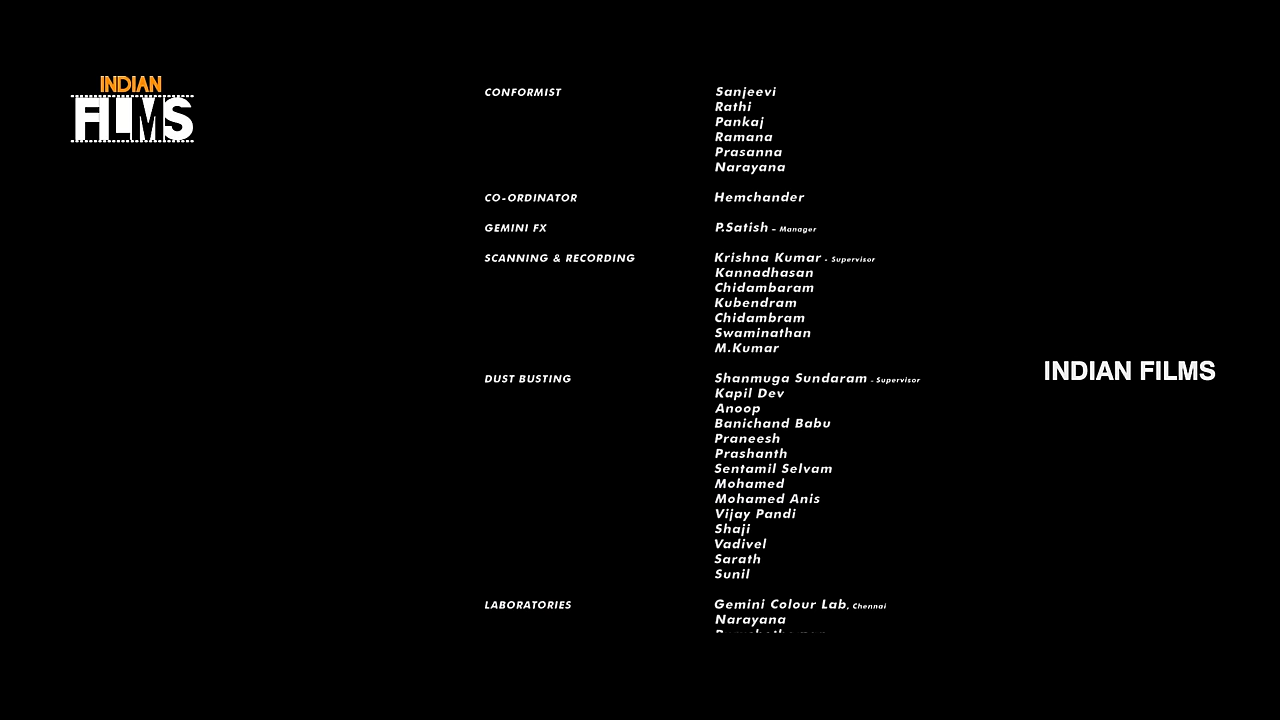 INDIAN
FILMS
CONFORMIST Sanjeevi
Rathi
Pankaj
Ramana
Prasanna
Narayana
CO-ORDINATOR Hemchander
GEMINI FX P.Satish - Manager
SCANNING & RECORDING Krishna Kumar - Supervisor
Kannadhasan
Chidambaram
Kubendram
Chidambram
Swaminathan
M.Kumar
INDIAN FILMS
DUST BUSTING Shanmuga Sundaram - Supervisor
Kapil Dev
Anoop
Banichand Babu
Praneesh
Prashanth
Sentamil Selvam
Mohamed
Mohamed Anis
Vijay Pandi
Shaji
Vadivel
Sarath
Sunil
LABORATORIES Gemini Colour Lab, Chennai
Narayana